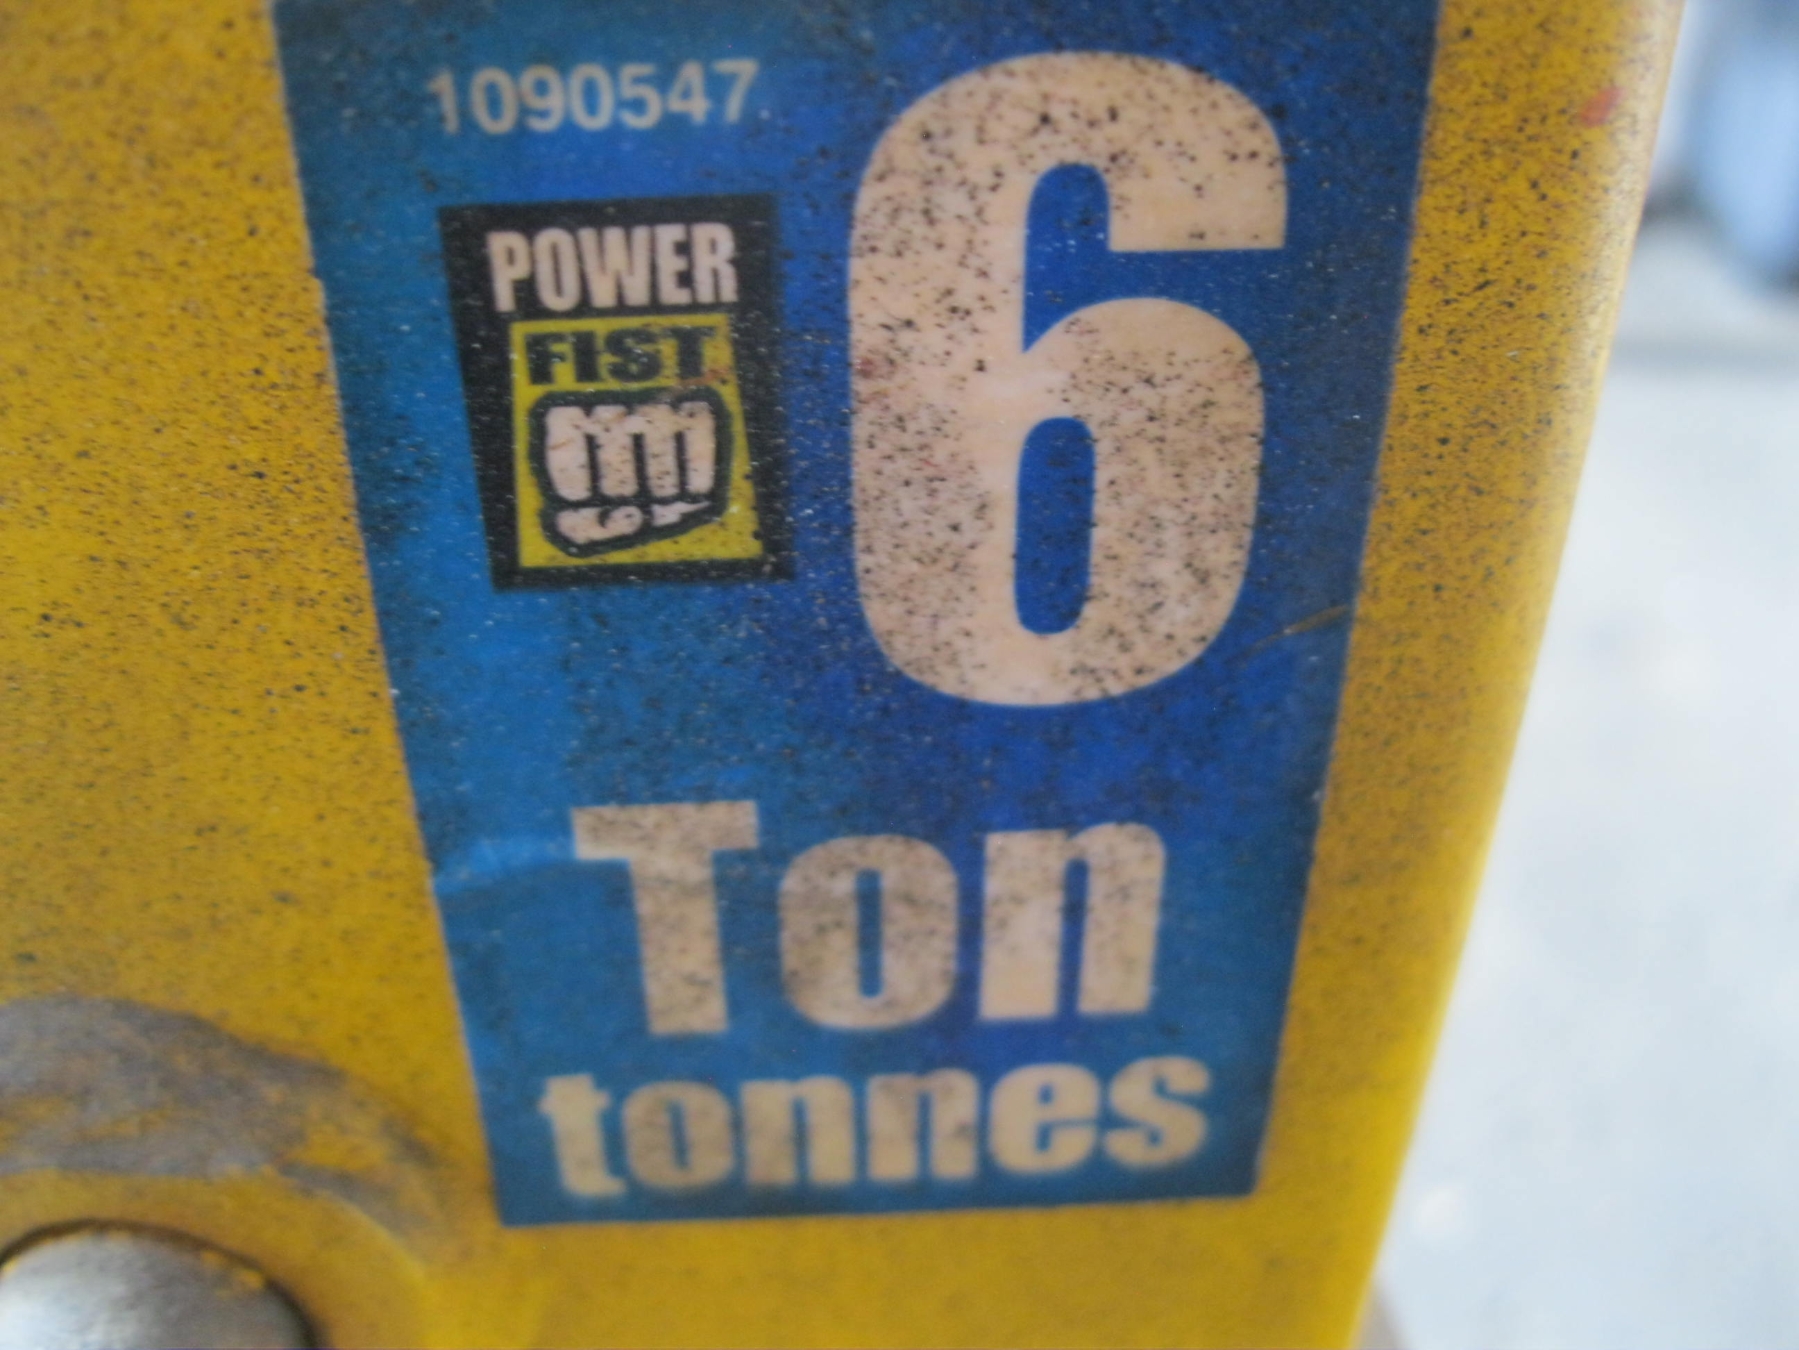 1090547
POWER
FIST
6
Ton
tonnes